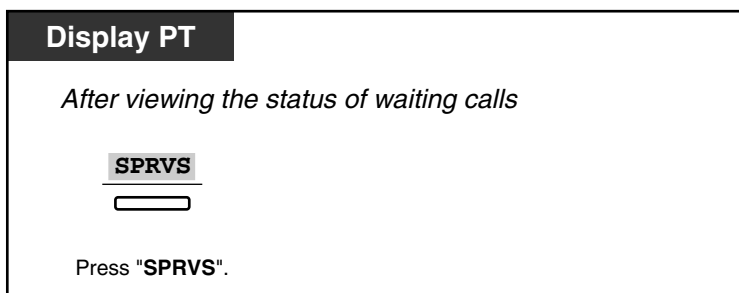 Display PT
After viewing the status of waiting calls
SPRVS
Press "SPRVS".